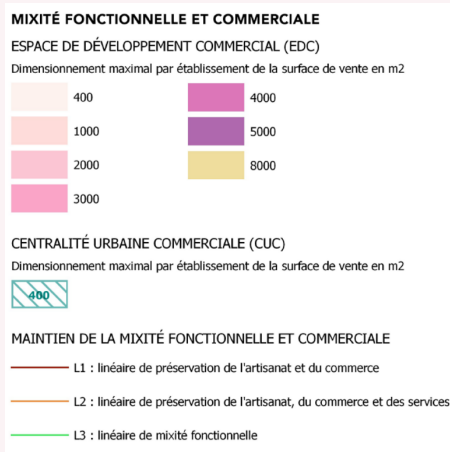 MIXITÉ FONCTIONNELLE ET COMMERCIALE
ESPACE DE DÉVELOPPEMENT COMMERCIAL (EDC)
Dimensionnement maximal par établissement de la surface de vente en m2
400
4000
1000
5000
2000
8000
3000
CENTRALITÉ URBAINE COMMERCIALE (CUC)
Dimensionnement maximal par établissement de la surface de vente en m2
400
MAINTIEN DE LA MIXITÉ FONCTIONNELLE ET COMMERCIALE
L1 : linéaire de préservation de l'artisanat et du commerce
L2 : linéaire de préservation de l'artisanat, du commerce et des services
L3 : linéaire de mixité fonctionnelle